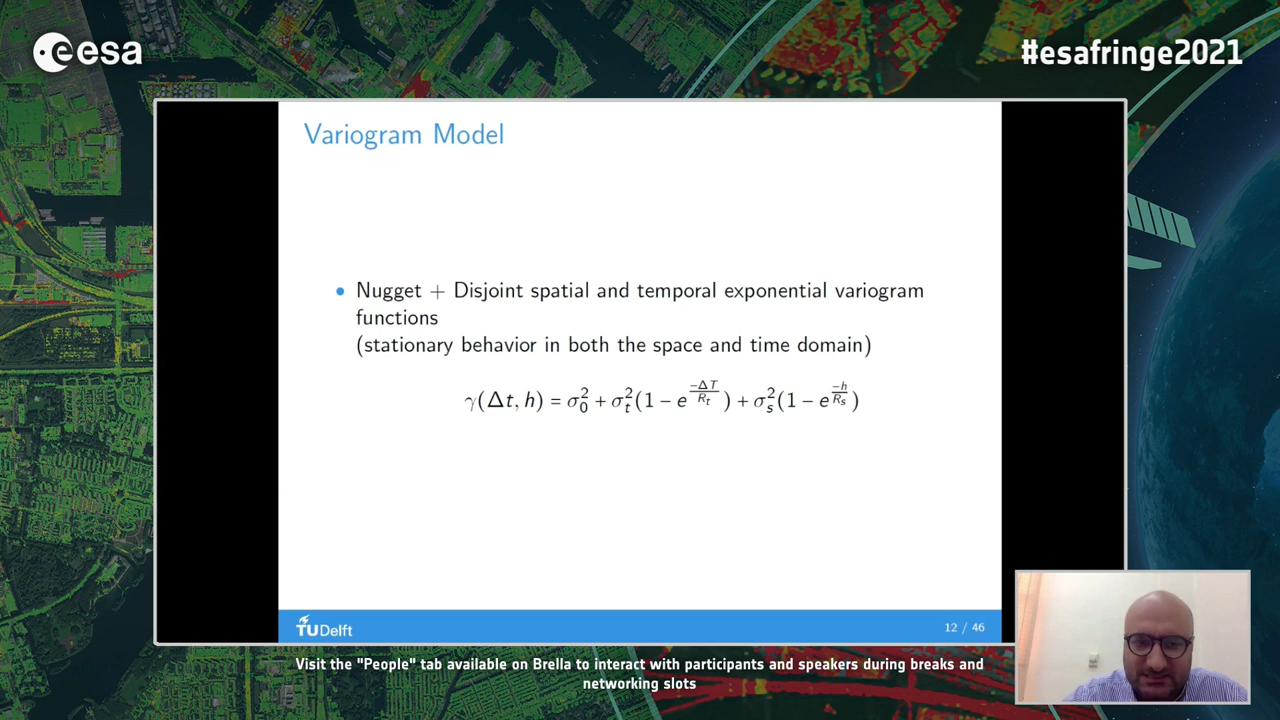 esa
#esafringe2021
Variogram Model
• Nugget + Disjoint spatial and temporal exponential variogram
functions
(stationary behavior in both the space and time domain)
γ(Δt, h) = σ₀² + σₜ²(1 − e^{−ΔT/Rₜ}) + σₛ²(1 − e^{−h/Rₛ})
TUDelft
12 / 46
Visit the "People" tab available on Brella to interact with participants and speakers during breaks and
networking slots